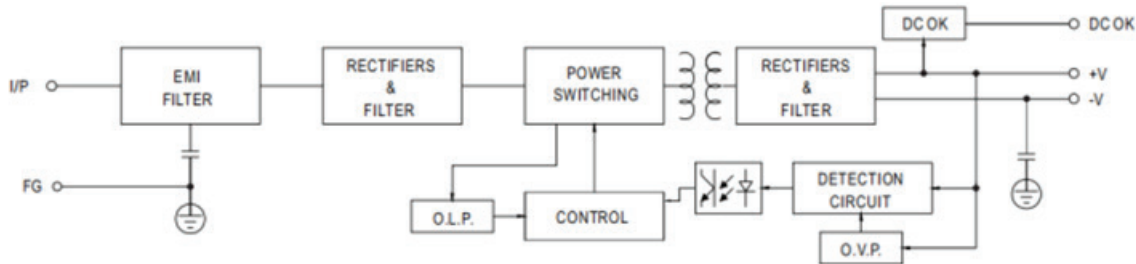 DC OK
DC OK
I/P
EMI
FILTER
RECTIFIERS
&
FILTER
POWER
SWITCHING
RECTIFIERS
&
FILTER
+V
-V
FG
O.L.P.
CONTROL
DETECTION
CIRCUIT
O.V.P.